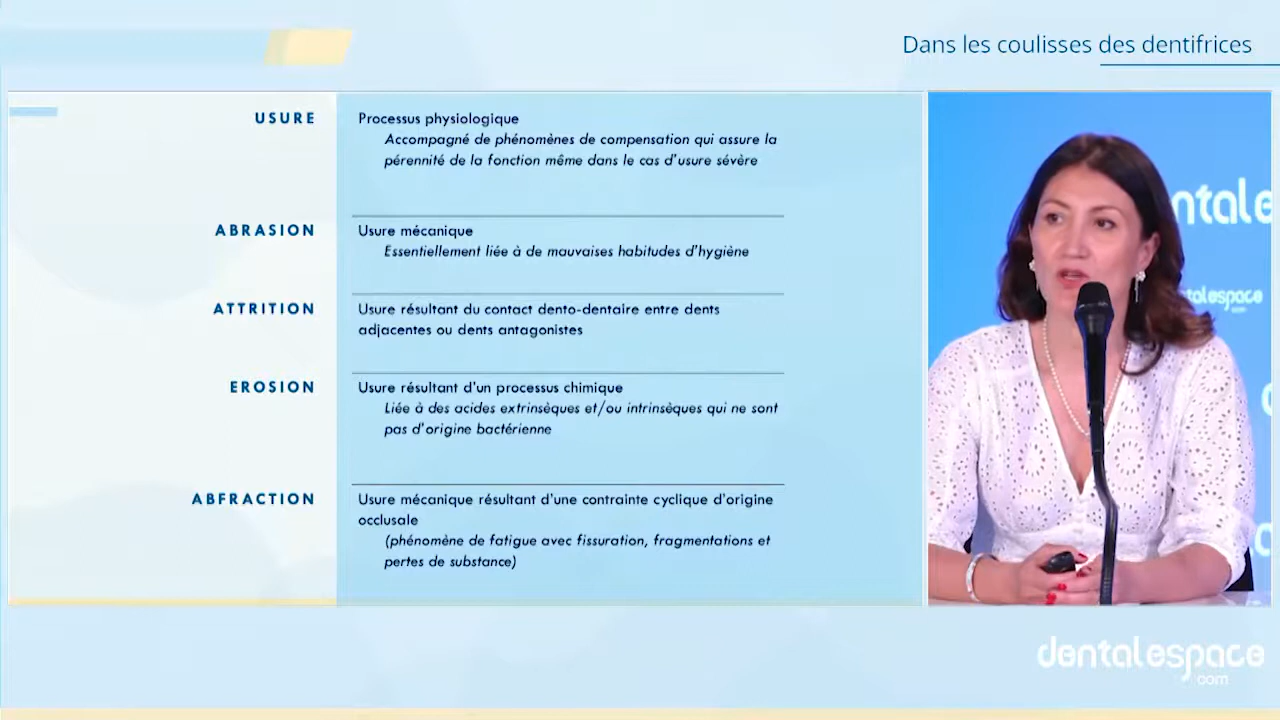 Dans les coulisses des dentifrices
USURE
Processus physiologique
Accompagné de phénomènes de compensation qui assure la
pérennité de la fonction même dans le cas d'usure sévère
ABRASION
Usure mécanique
Essentiellement liée à de mauvaises habitudes d'hygiène
ATTRITION
Usure résultant du contact dento-dentaire entre dents
adjacentes ou dents antagonistes
EROSION
Usure résultant d'un processus chimique
Liée à des acides extrinsèques et/ou intrinsèques qui ne sont
pas d'origine bactérienne
ABFRACTION
Usure mécanique résultant d'une contrainte cyclique d'origine
occlusale
(phénomène de fatigue avec fissuration, fragmentations et
pertes de substance)
ntale
talespace
dentalespace
.com